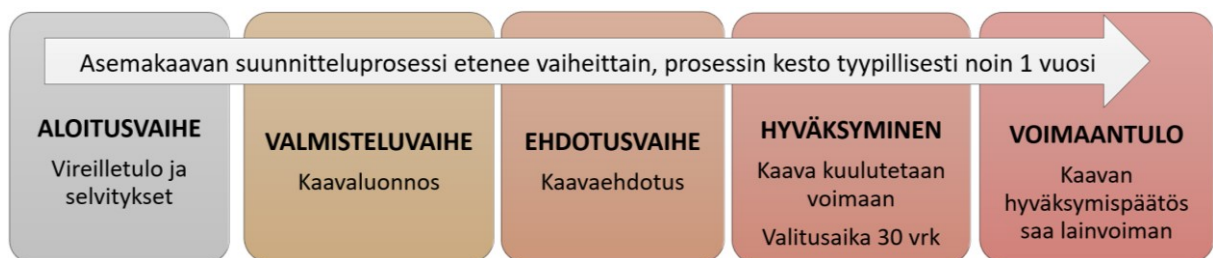 Asemakaavan suunnitteluprosessi etenee vaiheittain, prosessin kesto tyypillisesti noin 1 vuosi
ALOITUSVAIHE
Vireilletulo ja
selvitykset
VALMISTELUVAIHE
Kaavaluonnos
EHDOTUSVAIHE
Kaavaehdotus
HYVÄKSYMINEN
Kaava kuulutetaan
voimaan
Valitusaika 30 vrk
VOIMAANTULO
Kaavan
hyväksymispäätös
saa lainvoiman